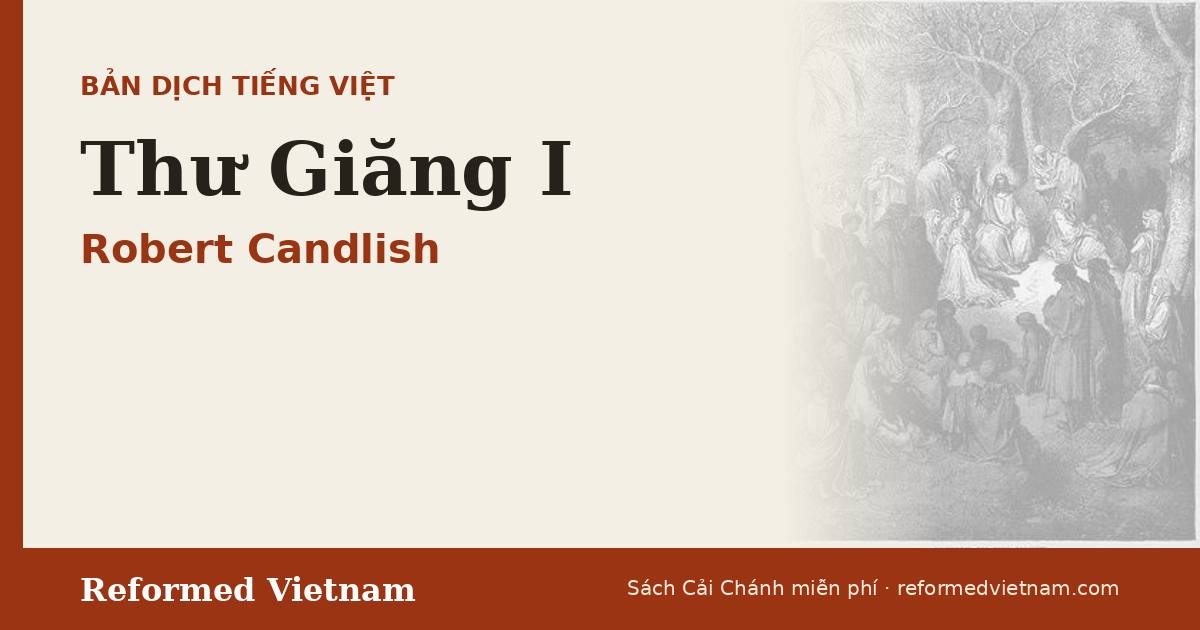 BẢN DỊCH TIẾNG VIỆT
Thư Giăng I
Robert Candlish
Reformed Vietnam
Sách Cải Chánh miễn phí · reformedvietnam.com